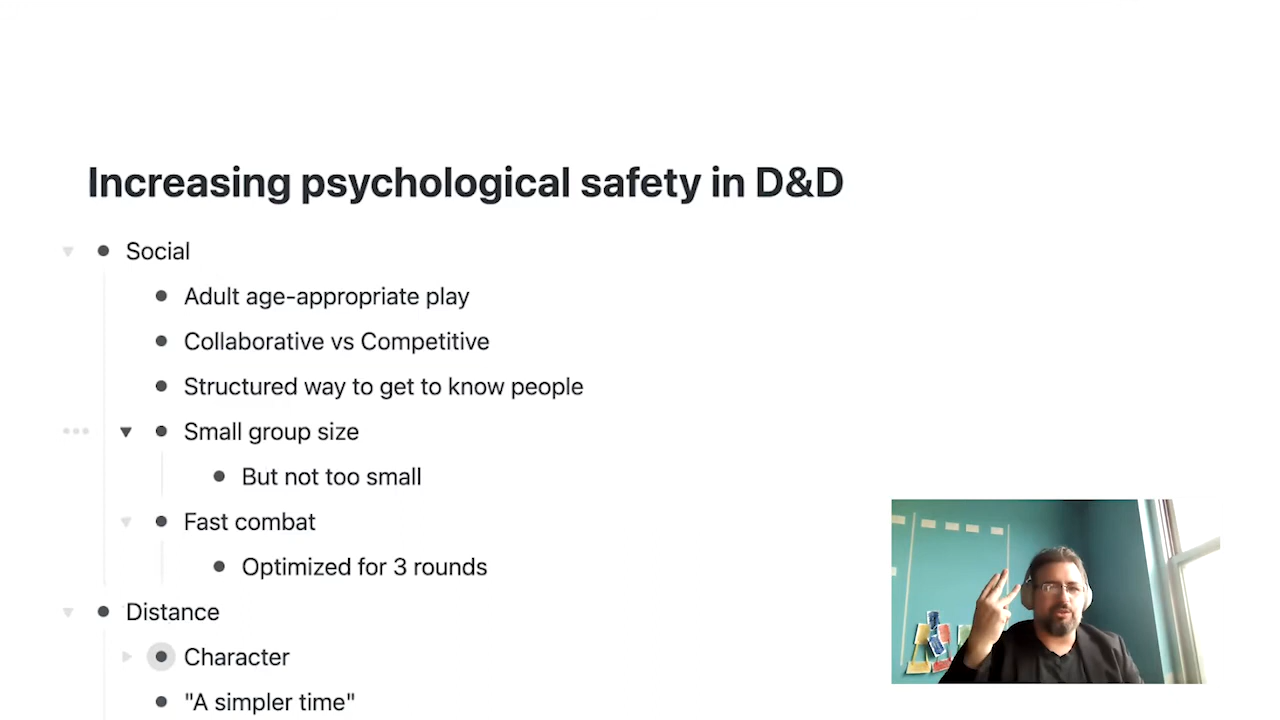 Increasing psychological safety in D&D
Social
Adult age-appropriate play
Collaborative vs Competitive
Structured way to get to know people
Small group size
But not too small
Fast combat
Optimized for 3 rounds
Distance
Character
"A simpler time"